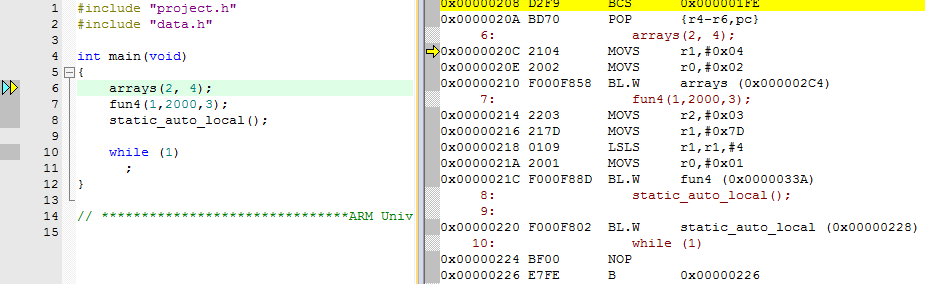 1 #include "project.h"
2 #include "data.h"
3
4 int main(void)
5 {
6 arrays(2, 4);
7 fun4(1,2000,3);
8 static_auto_local();
9
10 while (1)
11 ;
12 }
13
14 // *******************************ARM Univ
15
0x00000208 D2F9 BCS 0x000001FE
0x0000020A BD70 POP {r4-r6,pc}
6: arrays(2, 4);
0x0000020C 2104 MOVS r1,#0x04
0x0000020E 2002 MOVS r0,#0x02
0x00000210 F000F858 BL.W arrays (0x000002C4)
7: fun4(1,2000,3);
0x00000214 2203 MOVS r2,#0x03
0x00000216 217D MOVS r1,#0x7D
0x00000218 0109 LSLS r1,r1,#4
0x0000021A 2001 MOVS r0,#0x01
0x0000021C F000F88D BL.W fun4 (0x0000033A)
8: static_auto_local();
9:
0x00000220 F000F802 BL.W static_auto_local (0x00000228)
10: while (1)
0x00000224 BF00 NOP
0x00000226 E7FE B 0x00000226